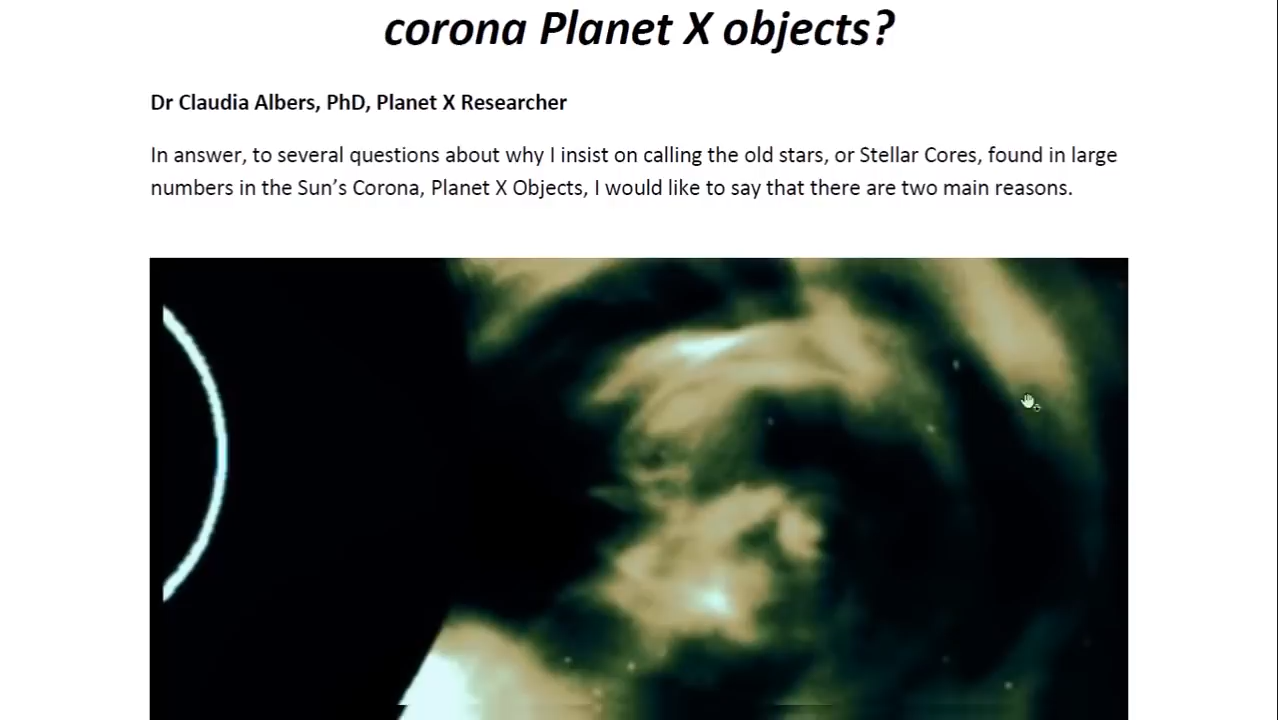 corona Planet X objects?
Dr Claudia Albers, PhD, Planet X Researcher
In answer, to several questions about why I insist on calling the old stars, or Stellar Cores, found in large
numbers in the Sun's Corona, Planet X Objects, I would like to say that there are two main reasons.